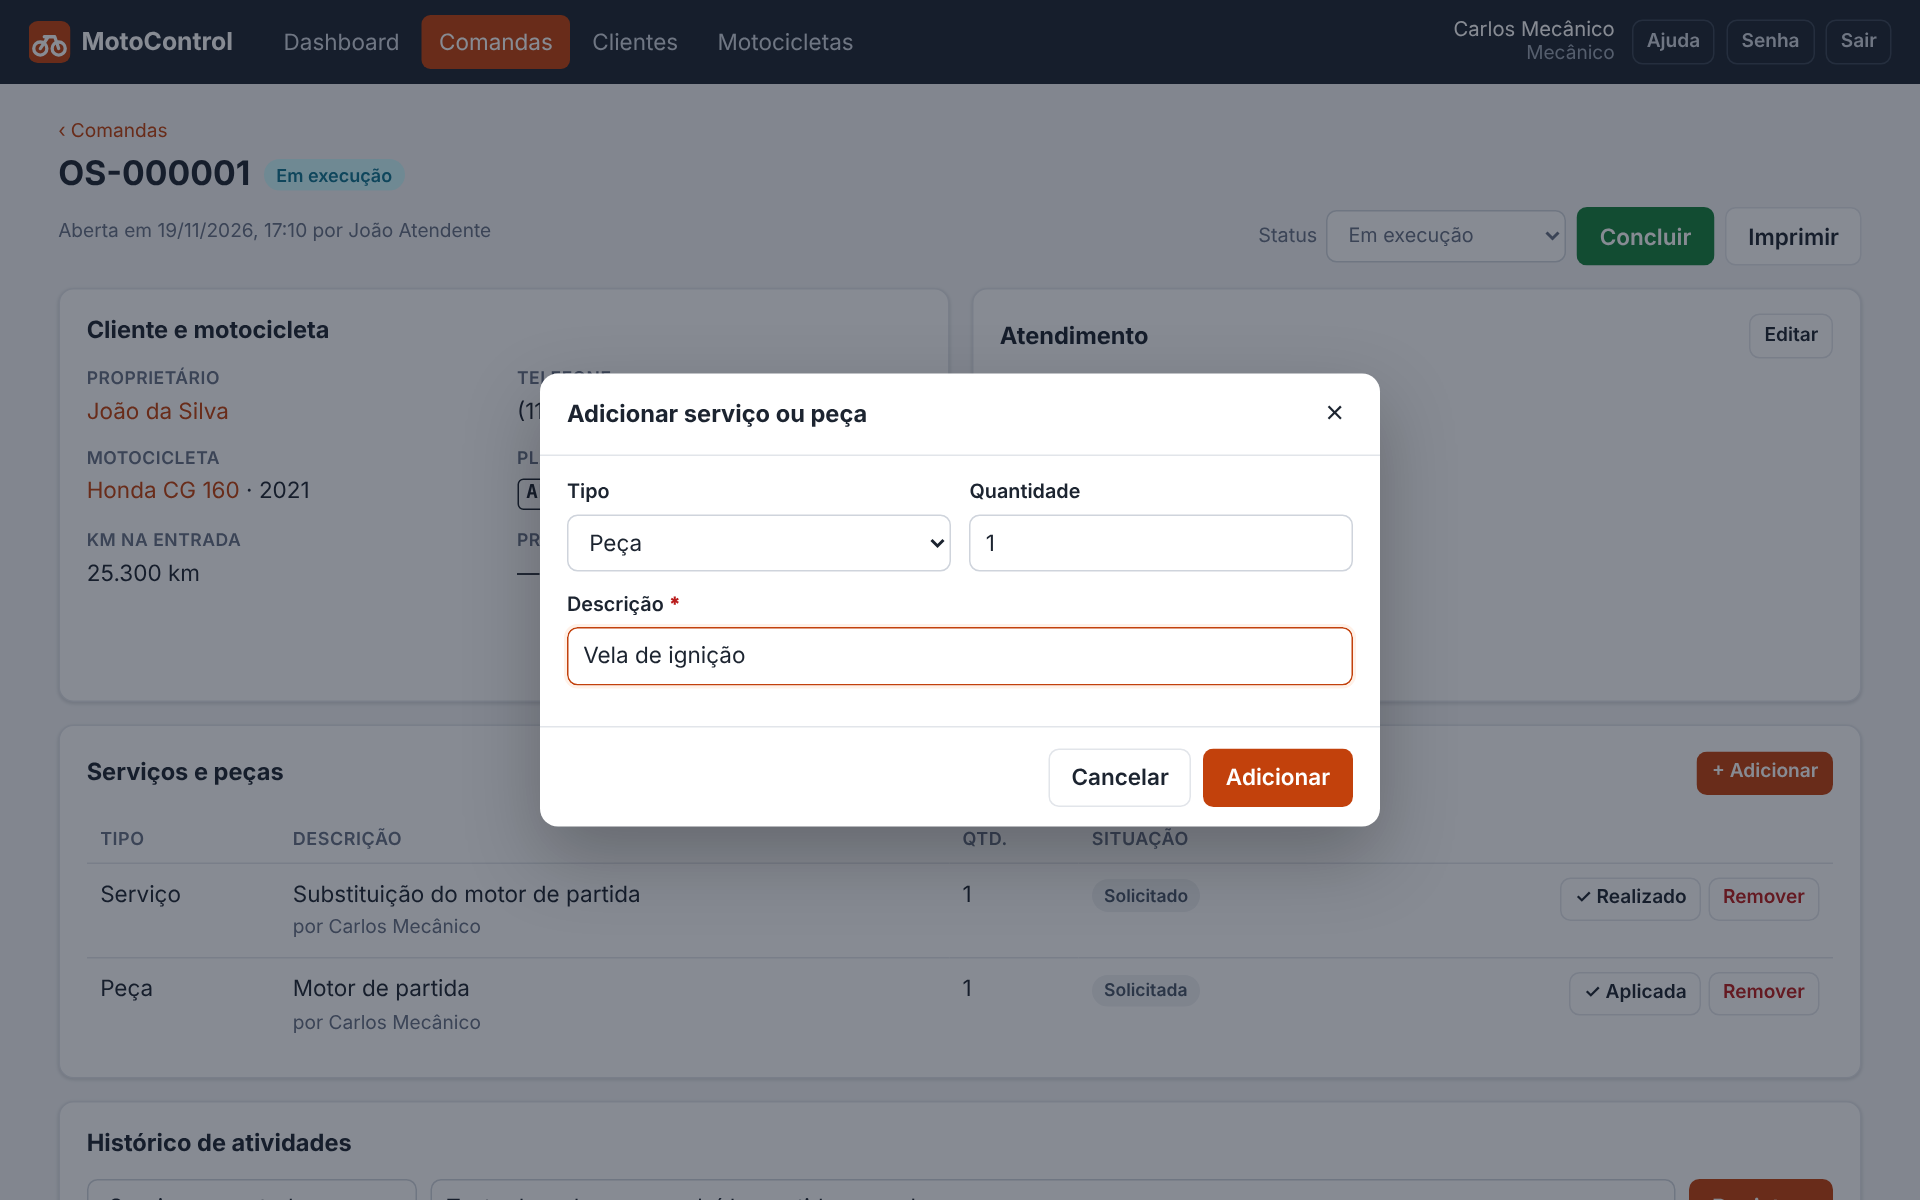 MotoControl
Dashboard
Comandas
Clientes
Motocicletas
Carlos Mecânico
Mecânico
Ajuda
Senha
Sair
‹ Comandas
OS-000001
Em execução
Aberta em 19/11/2026, 17:10 por João Atendente
Status
Em execução
Concluir
Imprimir
Cliente e motocicleta
PROPRIETÁRIO
João da Silva
MOTOCICLETA
Honda CG 160 · 2021
KM NA ENTRADA
25.300 km
Atendimento
Editar
Adicionar serviço ou peça
×
Tipo
Quantidade
Peça
1
Descrição *
Vela de ignição
Cancelar
Adicionar
Serviços e peças
+ Adicionar
TIPO
DESCRIÇÃO
QTD.
SITUAÇÃO
Serviço
Substituição do motor de partida
por Carlos Mecânico
1
Solicitado
✓ Realizado
Remover
Peça
Motor de partida
por Carlos Mecânico
1
Solicitada
✓ Aplicada
Remover
Histórico de atividades